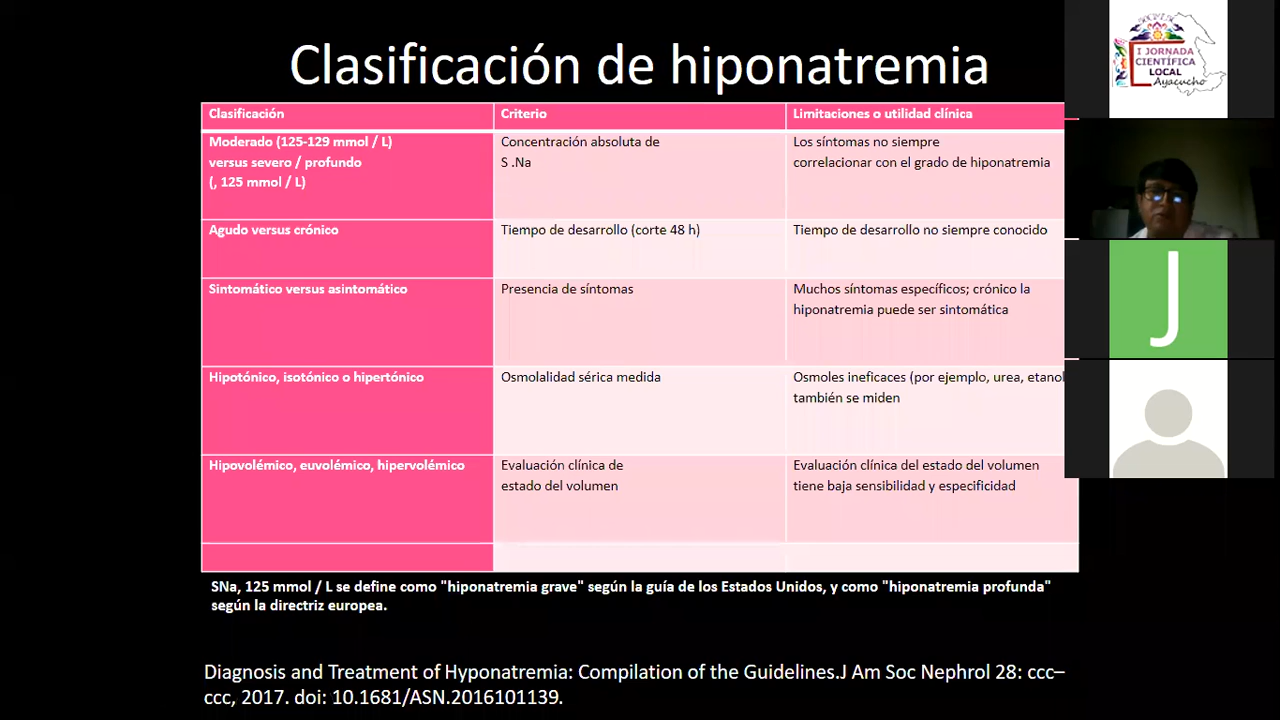 Clasificación de hiponatremia
Clasificación
Criterio
Limitaciones o utilidad clínica
Moderado (125-129 mmol / L)
versus severo / profundo
(, 125 mmol / L)
Concentración absoluta de
S .Na
Los síntomas no siempre
correlacionar con el grado de hiponatremia
Agudo versus crónico
Tiempo de desarrollo (corte 48 h)
Tiempo de desarrollo no siempre conocido
Sintomático versus asintomático
Presencia de síntomas
Muchos síntomas específicos; crónico la
hiponatremia puede ser sintomática
Hipotónico, isotónico o hipertónico
Osmolalidad sérica medida
Osmoles ineficaces (por ejemplo, urea, etanol
también se miden
Hipovolémico, euvolémico, hipervolémico
Evaluación clínica de
estado del volumen
Evaluación clínica del estado del volumen
tiene baja sensibilidad y especificidad
SNa, 125 mmol / L se define como "hiponatremia grave" según la guía de los Estados Unidos, y como "hiponatremia profunda"
según la directriz europea.
Diagnosis and Treatment of Hyponatremia: Compilation of the Guidelines.J Am Soc Nephrol 28: ccc–
ccc, 2017. doi: 10.1681/ASN.2016101139.
I JORNADA
CIENTÍFICA
LOCAL
Ayacucho
J